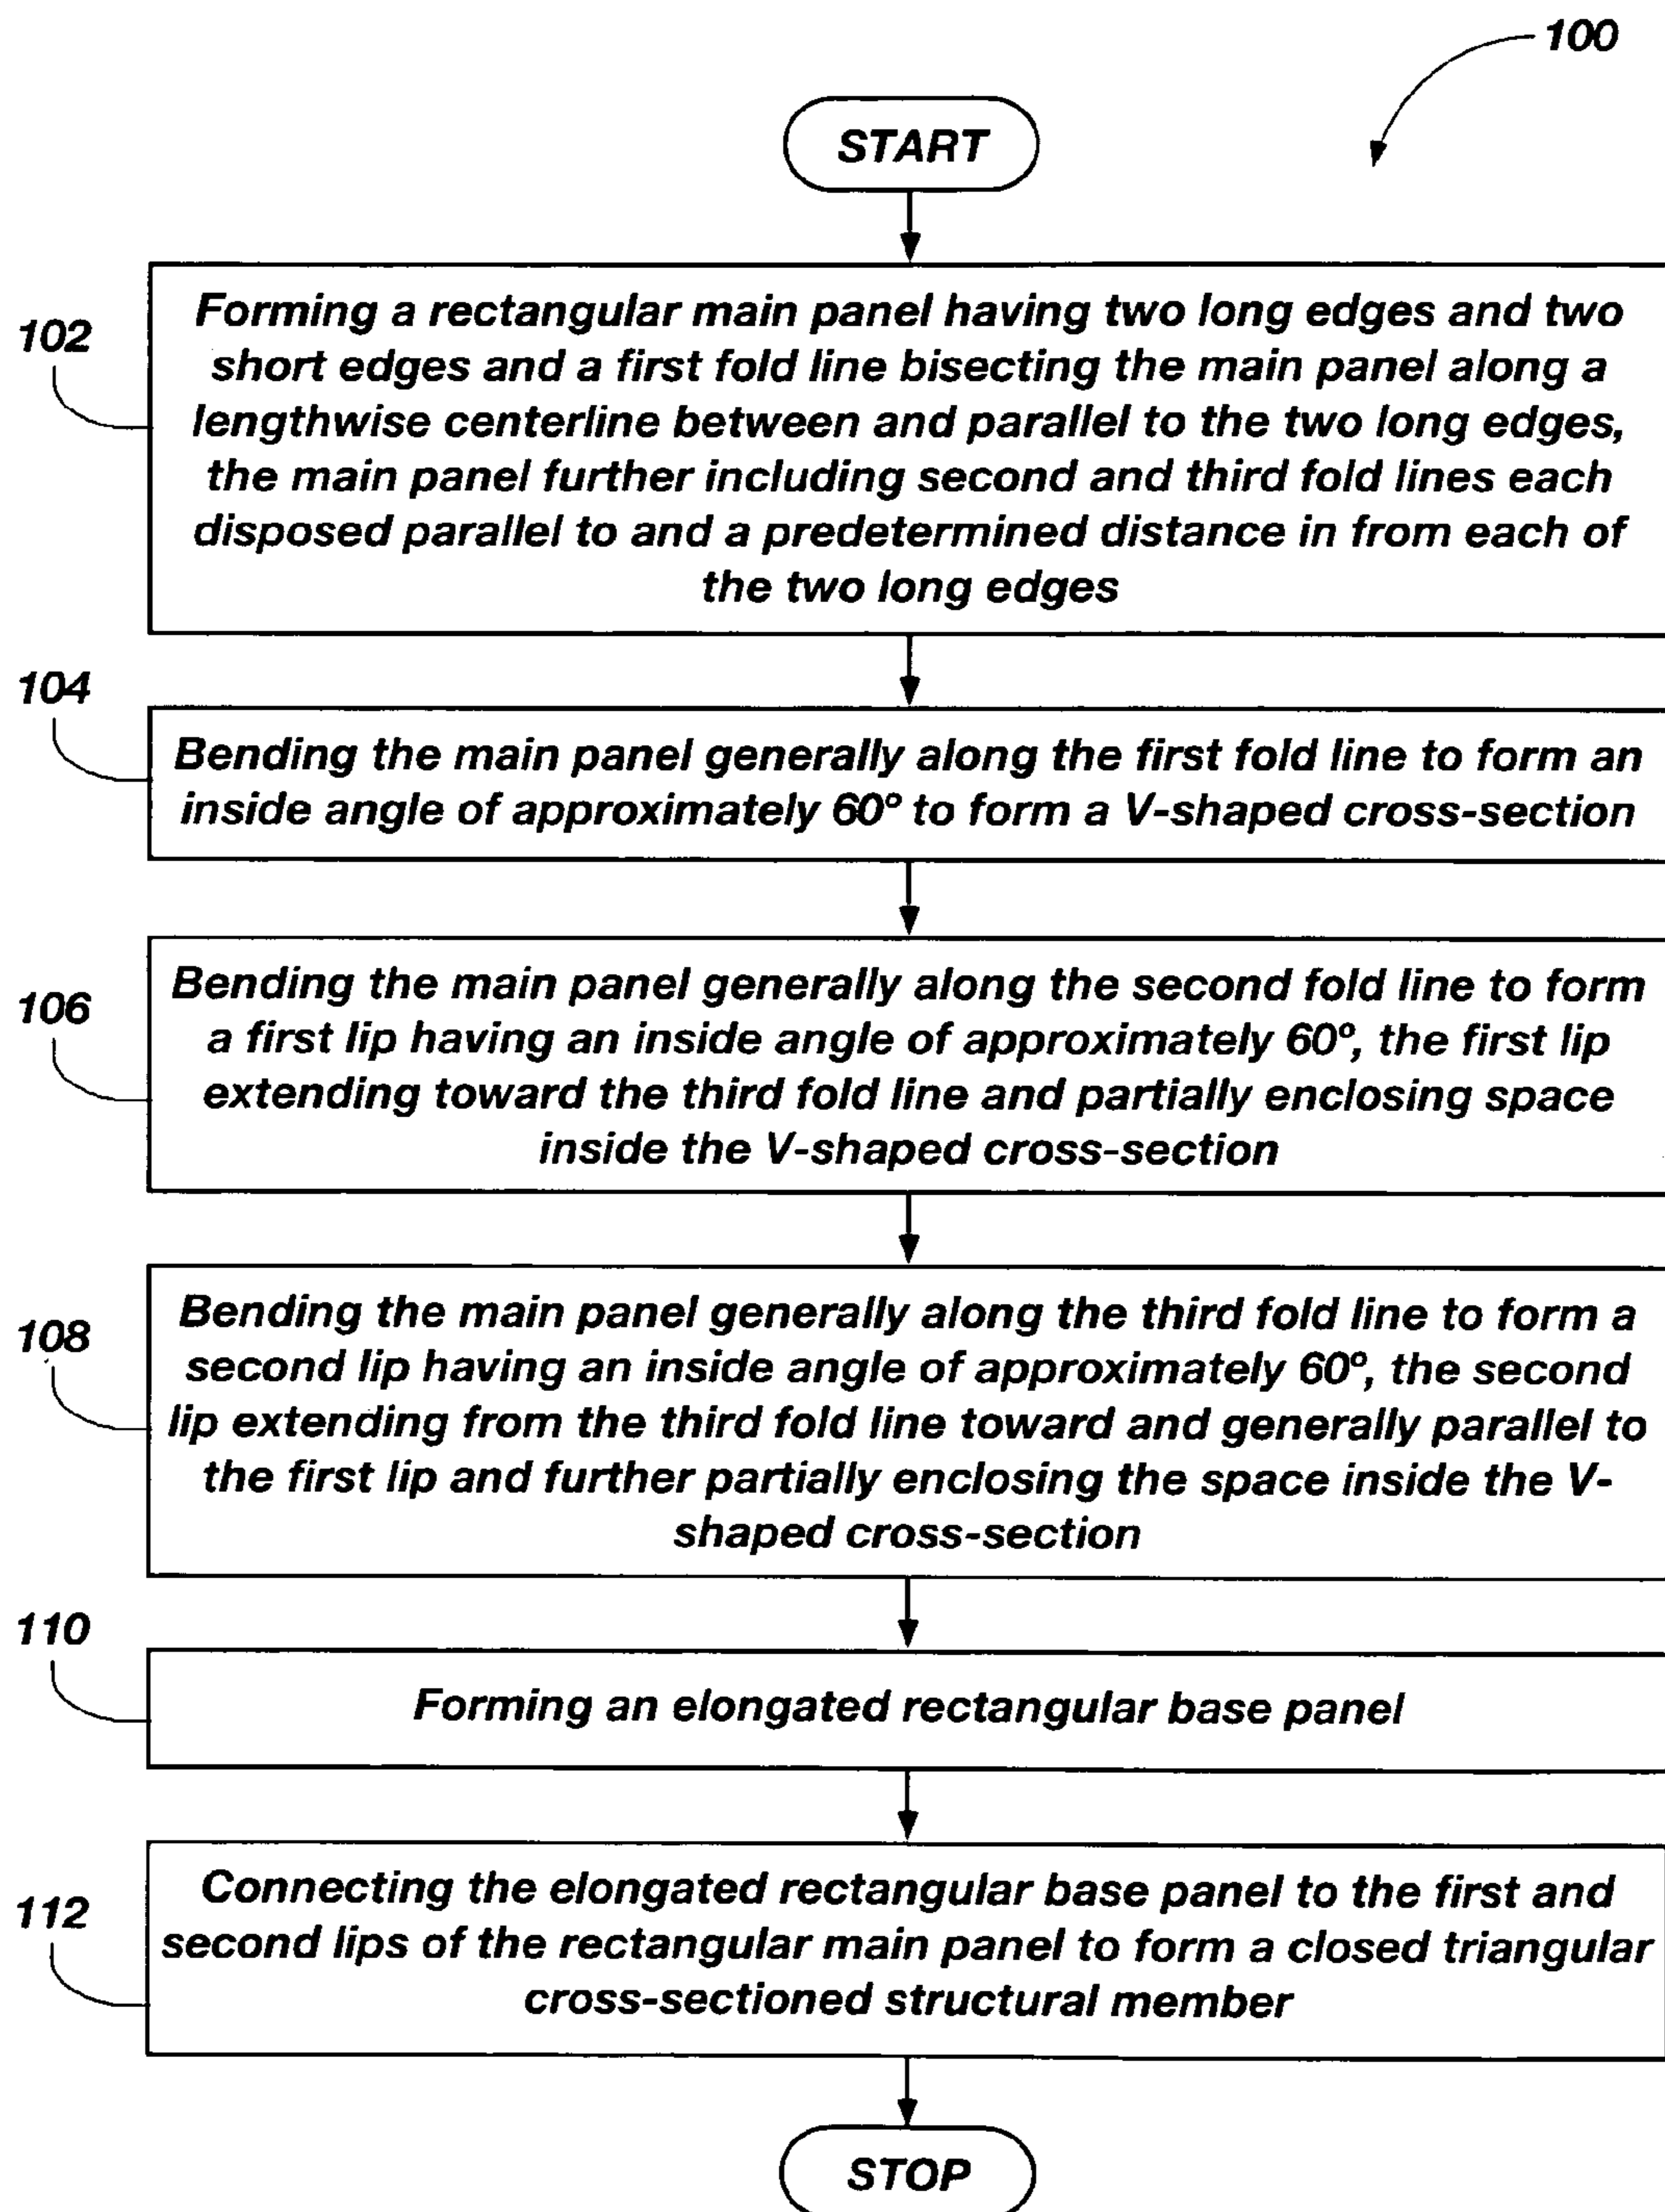 100
START
102
Forming a rectangular main panel having two long edges and two
short edges and a first fold line bisecting the main panel along a
lengthwise centerline between and parallel to the two long edges,
the main panel further including second and third fold lines each
disposed parallel to and a predetermined distance in from each of
the two long edges
104
Bending the main panel generally along the first fold line to form an
inside angle of approximately 60º to form a V-shaped cross-section
106
Bending the main panel generally along the second fold line to form
a first lip having an inside angle of approximately 60º, the first lip
extending toward the third fold line and partially enclosing space
inside the V-shaped cross-section
108
Bending the main panel generally along the third fold line to form a
second lip having an inside angle of approximately 60º, the second
lip extending from the third fold line toward and generally parallel to
the first lip and further partially enclosing the space inside the V-
shaped cross-section
110
Forming an elongated rectangular base panel
112
Connecting the elongated rectangular base panel to the first and
second lips of the rectangular main panel to form a closed triangular
cross-sectioned structural member
STOP